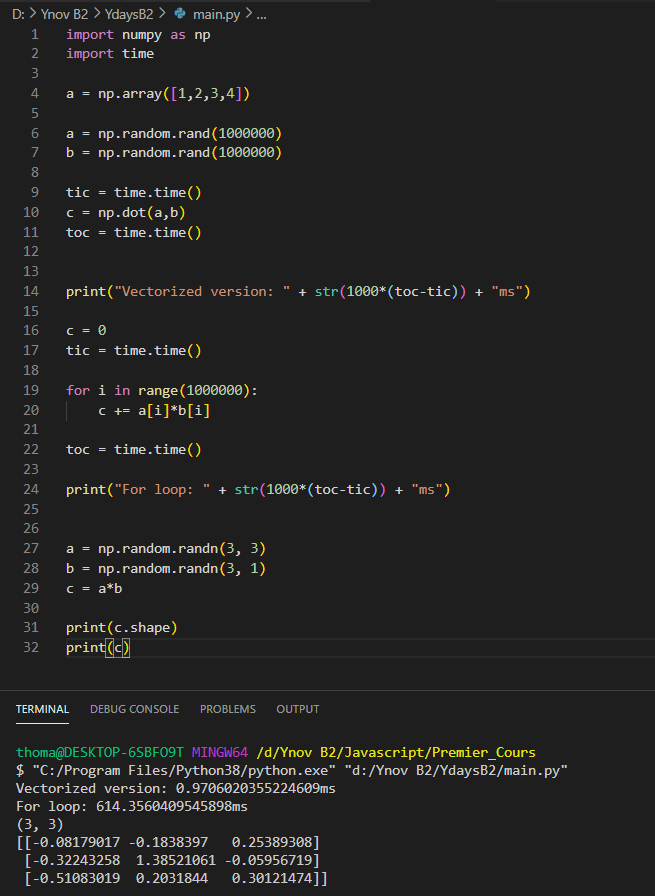 D: > Ynov B2 > YdaysB2 > main.py > ...
1 import numpy as np
2 import time
3
4 a = np.array([1,2,3,4])
5
6 a = np.random.rand(1000000)
7 b = np.random.rand(1000000)
8
9 tic = time.time()
10 c = np.dot(a,b)
11 toc = time.time()
12
13
14 print("Vectorized version: " + str(1000*(toc-tic)) + "ms")
15
16 c = 0
17 tic = time.time()
18
19 for i in range(1000000):
20     c += a[i]*b[i]
21
22 toc = time.time()
23
24 print("For loop: " + str(1000*(toc-tic)) + "ms")
25
26
27 a = np.random.randn(3, 3)
28 b = np.random.randn(3, 1)
29 c = a*b
30
31 print(c.shape)
32 print(c)
TERMINAL DEBUG CONSOLE PROBLEMS OUTPUT
thoma@DESKTOP-6SBFO9T MINGW64 /d/Ynov B2/Javascript/Premier_Cours
$ "C:/Program Files/Python38/python.exe" "d:/Ynov B2/YdaysB2/main.py"
Vectorized version: 0.9706020355224609ms
For loop: 614.3560409545898ms
(3, 3)
[[-0.08179017 -0.1838397   0.25389308]
 [-0.32243258  1.38521061 -0.05956719]
 [-0.51083019  0.2031844   0.30121474]]